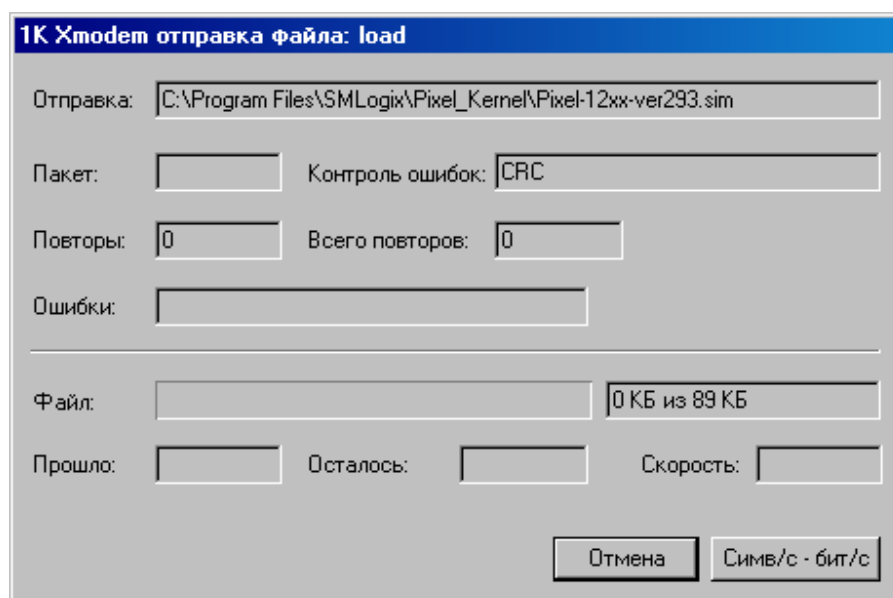 1K Xmodem отправка файла: load
Отправка: C:\Program Files\SMLogix\Pixel_Kernel\Pixel-12xx-ver293.sim
Пакет: Контроль ошибок: CRC
Повторы: 0 Всего повторов: 0
Ошибки:
Файл: 0 КБ из 89 КБ
Прошло: Осталось: Скорость:
Отмена Симв/с - бит/с